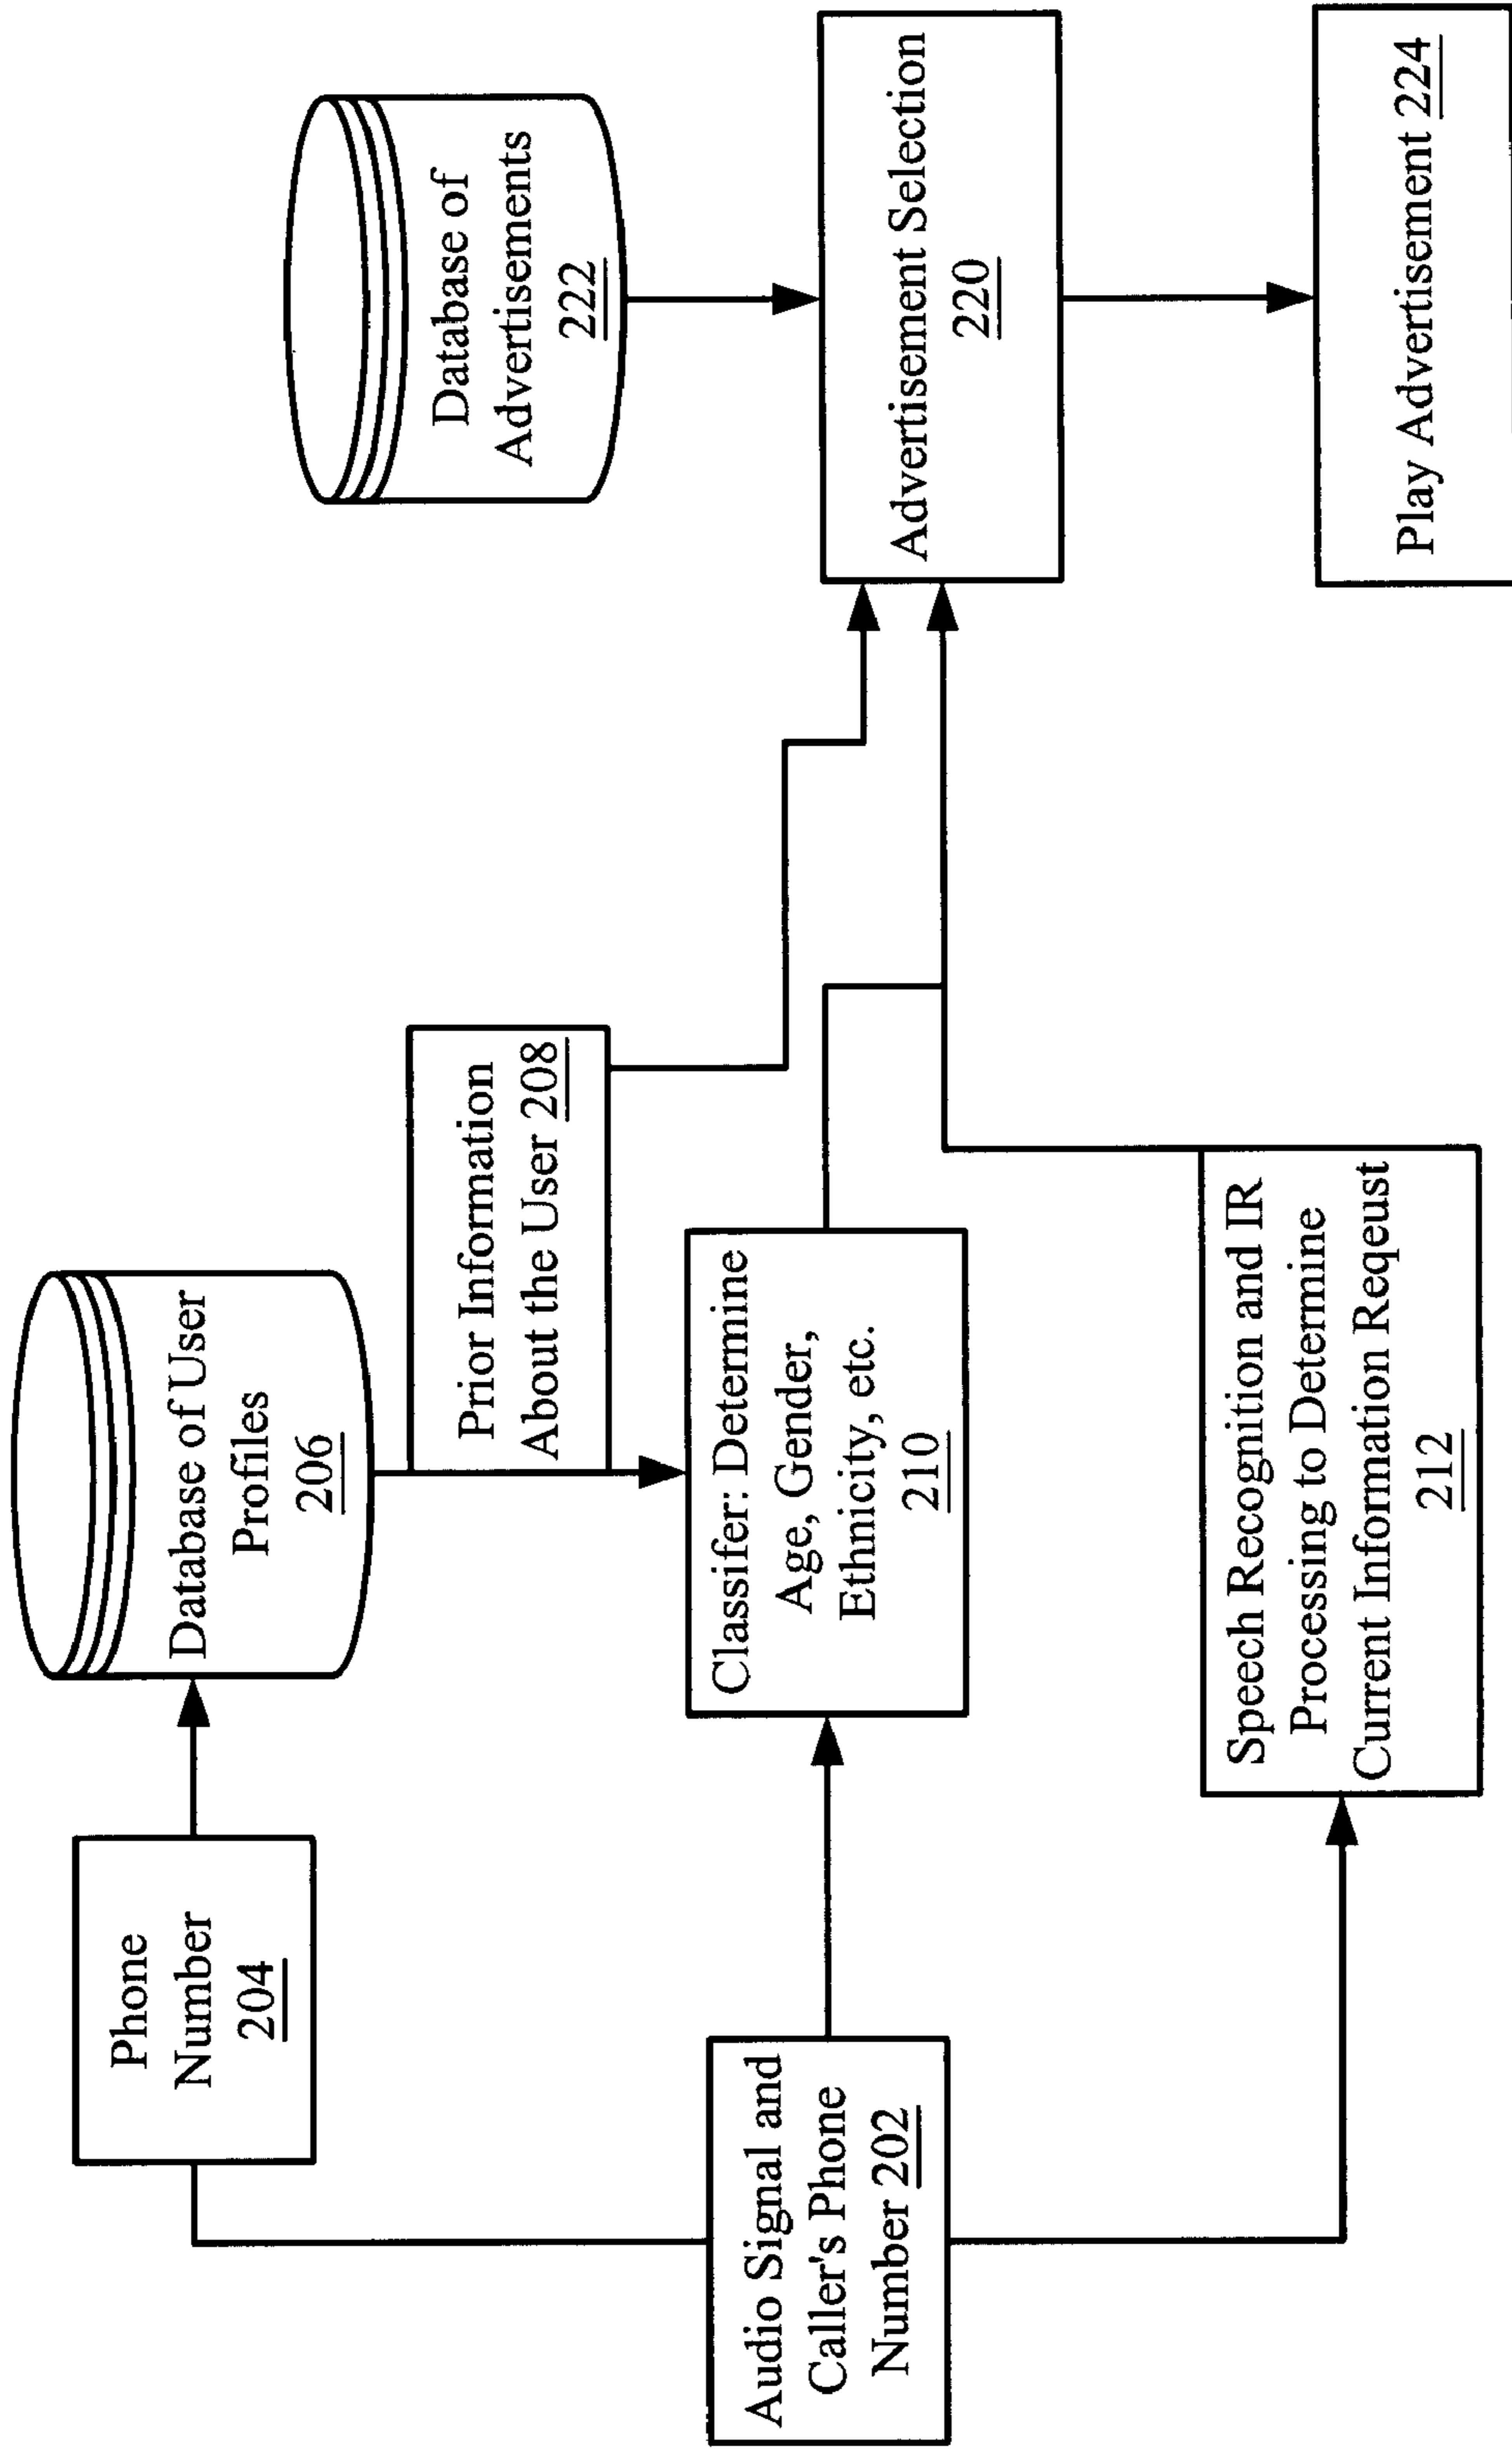 Phone
Number
204
Database of User
Profiles
206
Prior Information
About the User 208
Database of
Advertisements
222
Audio Signal and
Caller's Phone
Number 202
Classifer: Determine
Age, Gender,
Ethnicity, etc.
210
Advertisement Selection
220
Speech Recognition and IR
Processing to Determine
Current Information Reqeust
212
Play Advertisement 224